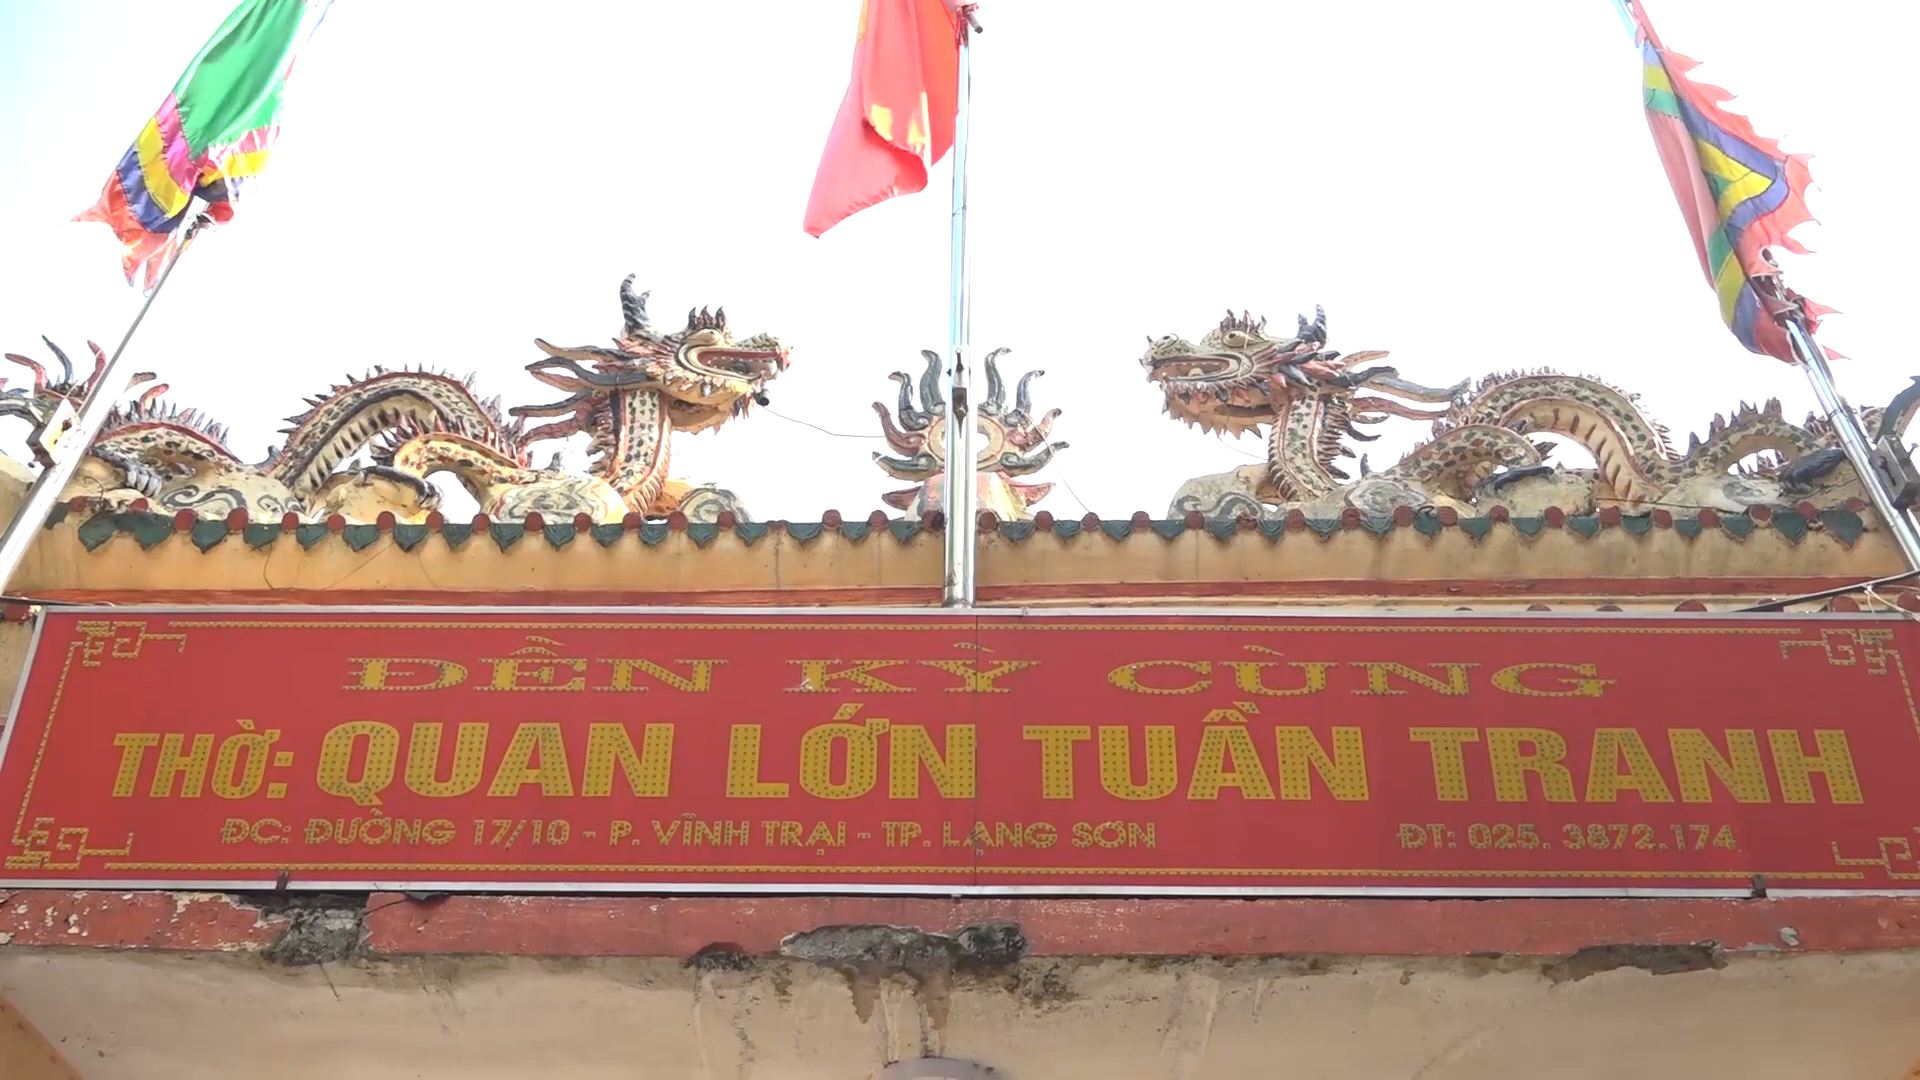 ĐỀN KỲ CÙNG
THỜ: QUAN LỚN TUẦN TRANH
ĐC: ĐƯỜNG 17/10 - P. VĨNH TRẠI - TP. LẠNG SƠN ĐT: 025. 3872.174